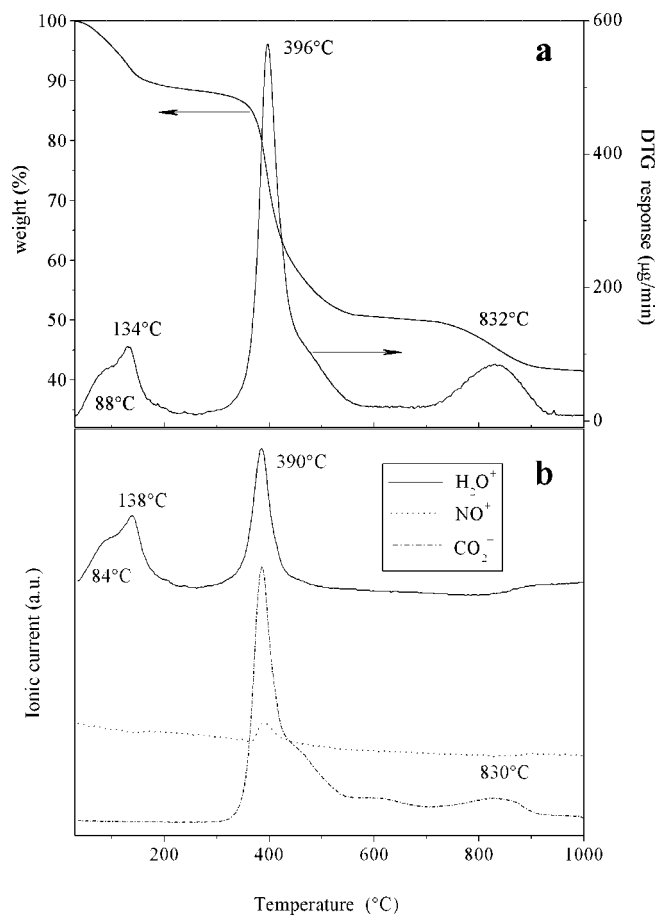 100
90
80
70
60
50
40
weight (%)
600
400
200
0
DTG response (µg/min)
a
396°C
134°C
88°C
832°C
b
390°C
138°C
84°C
830°C
H₂O⁺
NO⁺
CO₂⁻
Ionic current (a.u.)
200
400
600
800
1000
Temperature (°C)